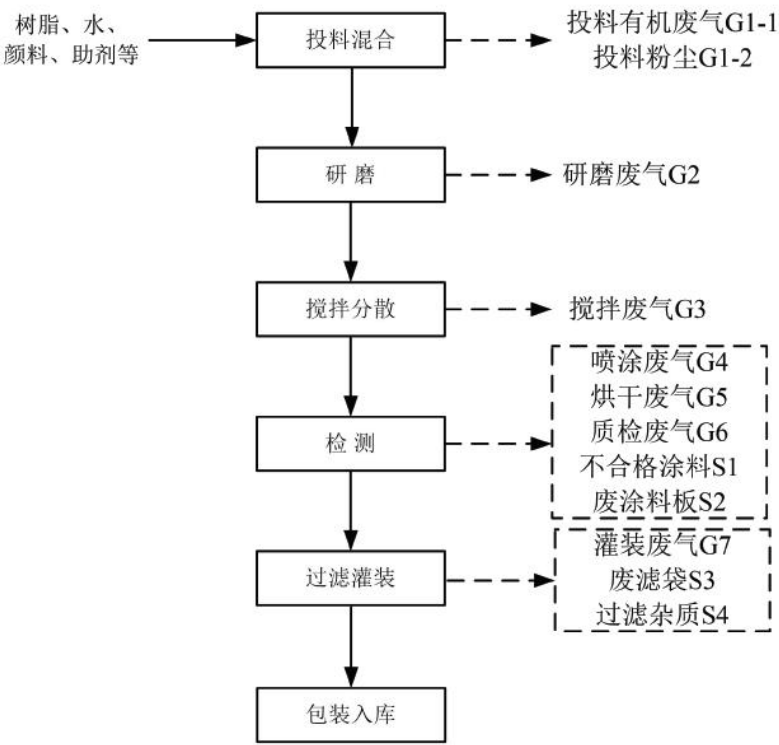 树脂、水、
颜料、助剂等
投料混合
投料有机废气G1-1
投料粉尘G1-2
研 磨
研磨废气G2
搅拌分散
搅拌废气G3
检 测
喷涂废气G4
烘干废气G5
质检废气G6
不合格涂料S1
废涂料板S2
过滤灌装
灌装废气G7
废滤袋S3
过滤杂质S4
包装入库